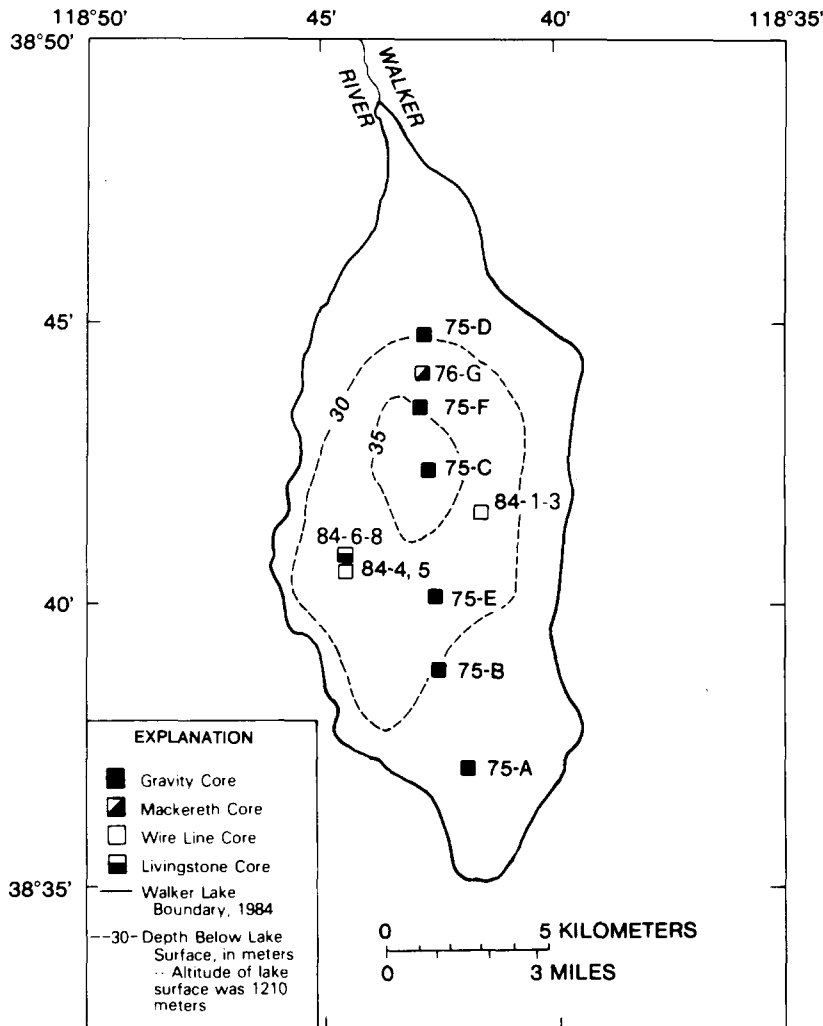 118°50' 45' 40' 118°35'
38°50'
WALKER
RIVER
45'
75-D
76-G
30
75-F
35
75-C
84-1-3
84-6-8
84-4, 5
40'
75-E
75-B
75-A
EXPLANATION
Gravity Core
Mackereth Core
Wire Line Core
Livingstone Core
Walker Lake
Boundary, 1984
--30- Depth Below Lake
Surface, in meters
·· Altitude of lake
surface was 1210
meters
38°35'
0 5 KILOMETERS
0 3 MILES